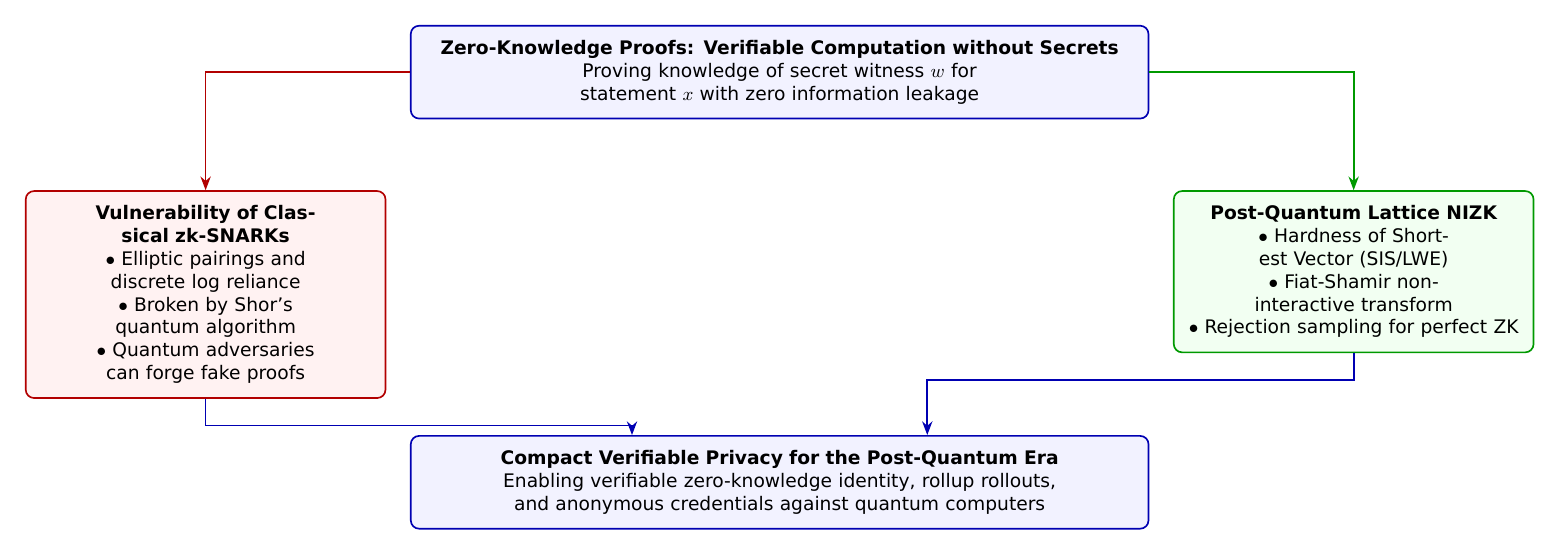 Zero-Knowledge Proofs: Verifiable Computation without Secrets
Proving knowledge of secret witness w for
statement x with zero information leakage
Vulnerability of Clas-
sical zk-SNARKs
• Elliptic pairings and
discrete log reliance
• Broken by Shor’s
quantum algorithm
• Quantum adversaries
can forge fake proofs
Post-Quantum Lattice NIZK
• Hardness of Short-
est Vector (SIS/LWE)
• Fiat-Shamir non-
interactive transform
• Rejection sampling for perfect ZK
Compact Verifiable Privacy for the Post-Quantum Era
Enabling verifiable zero-knowledge identity, rollup rollouts,
and anonymous credentials against quantum computers